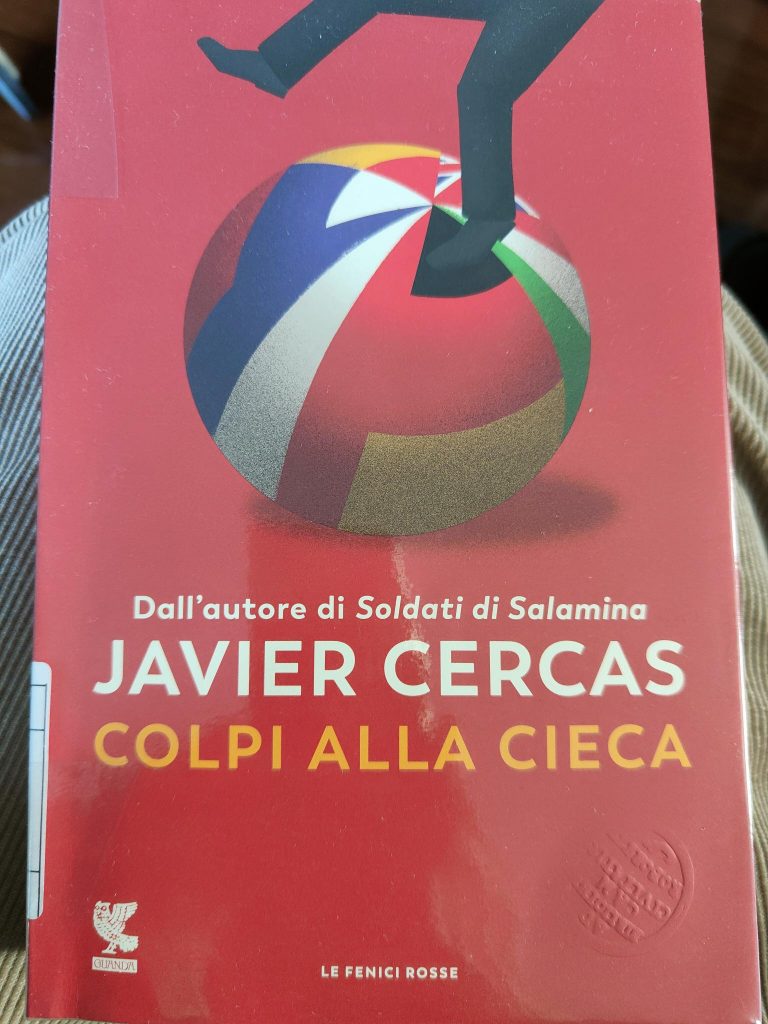 Dall'autore di Soldati di Salamina
JAVIER CERCAS
COLPI ALLA CIECA
GUANDA
LE FENICI ROSSE